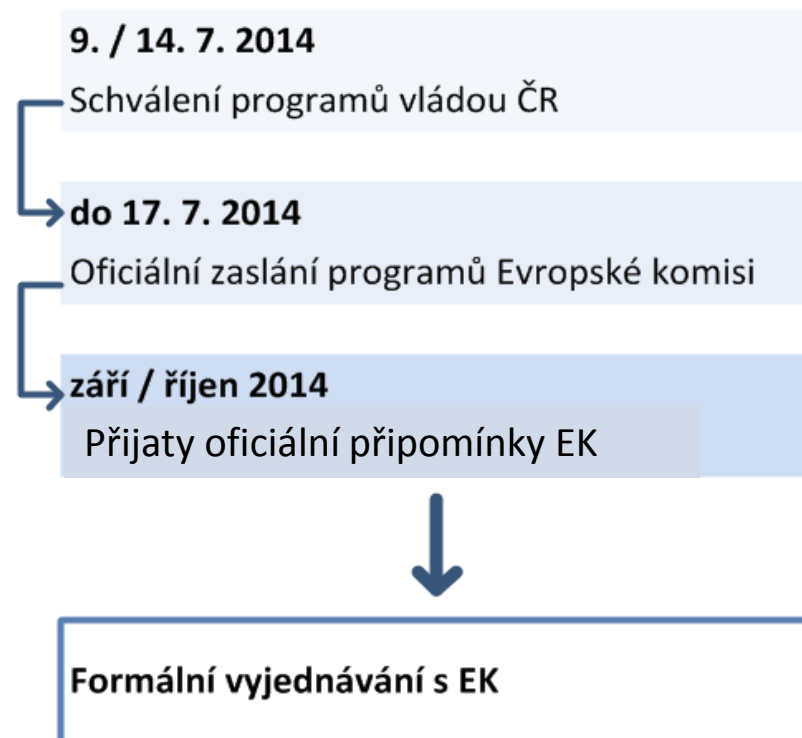 9. / 14. 7. 2014
Schválení programů vládou ČR
do 17. 7. 2014
Oficiální zaslání programů Evropské komisi
září / říjen 2014
Přijaty oficiální připomínky EK
Formální vyjednávání s EK